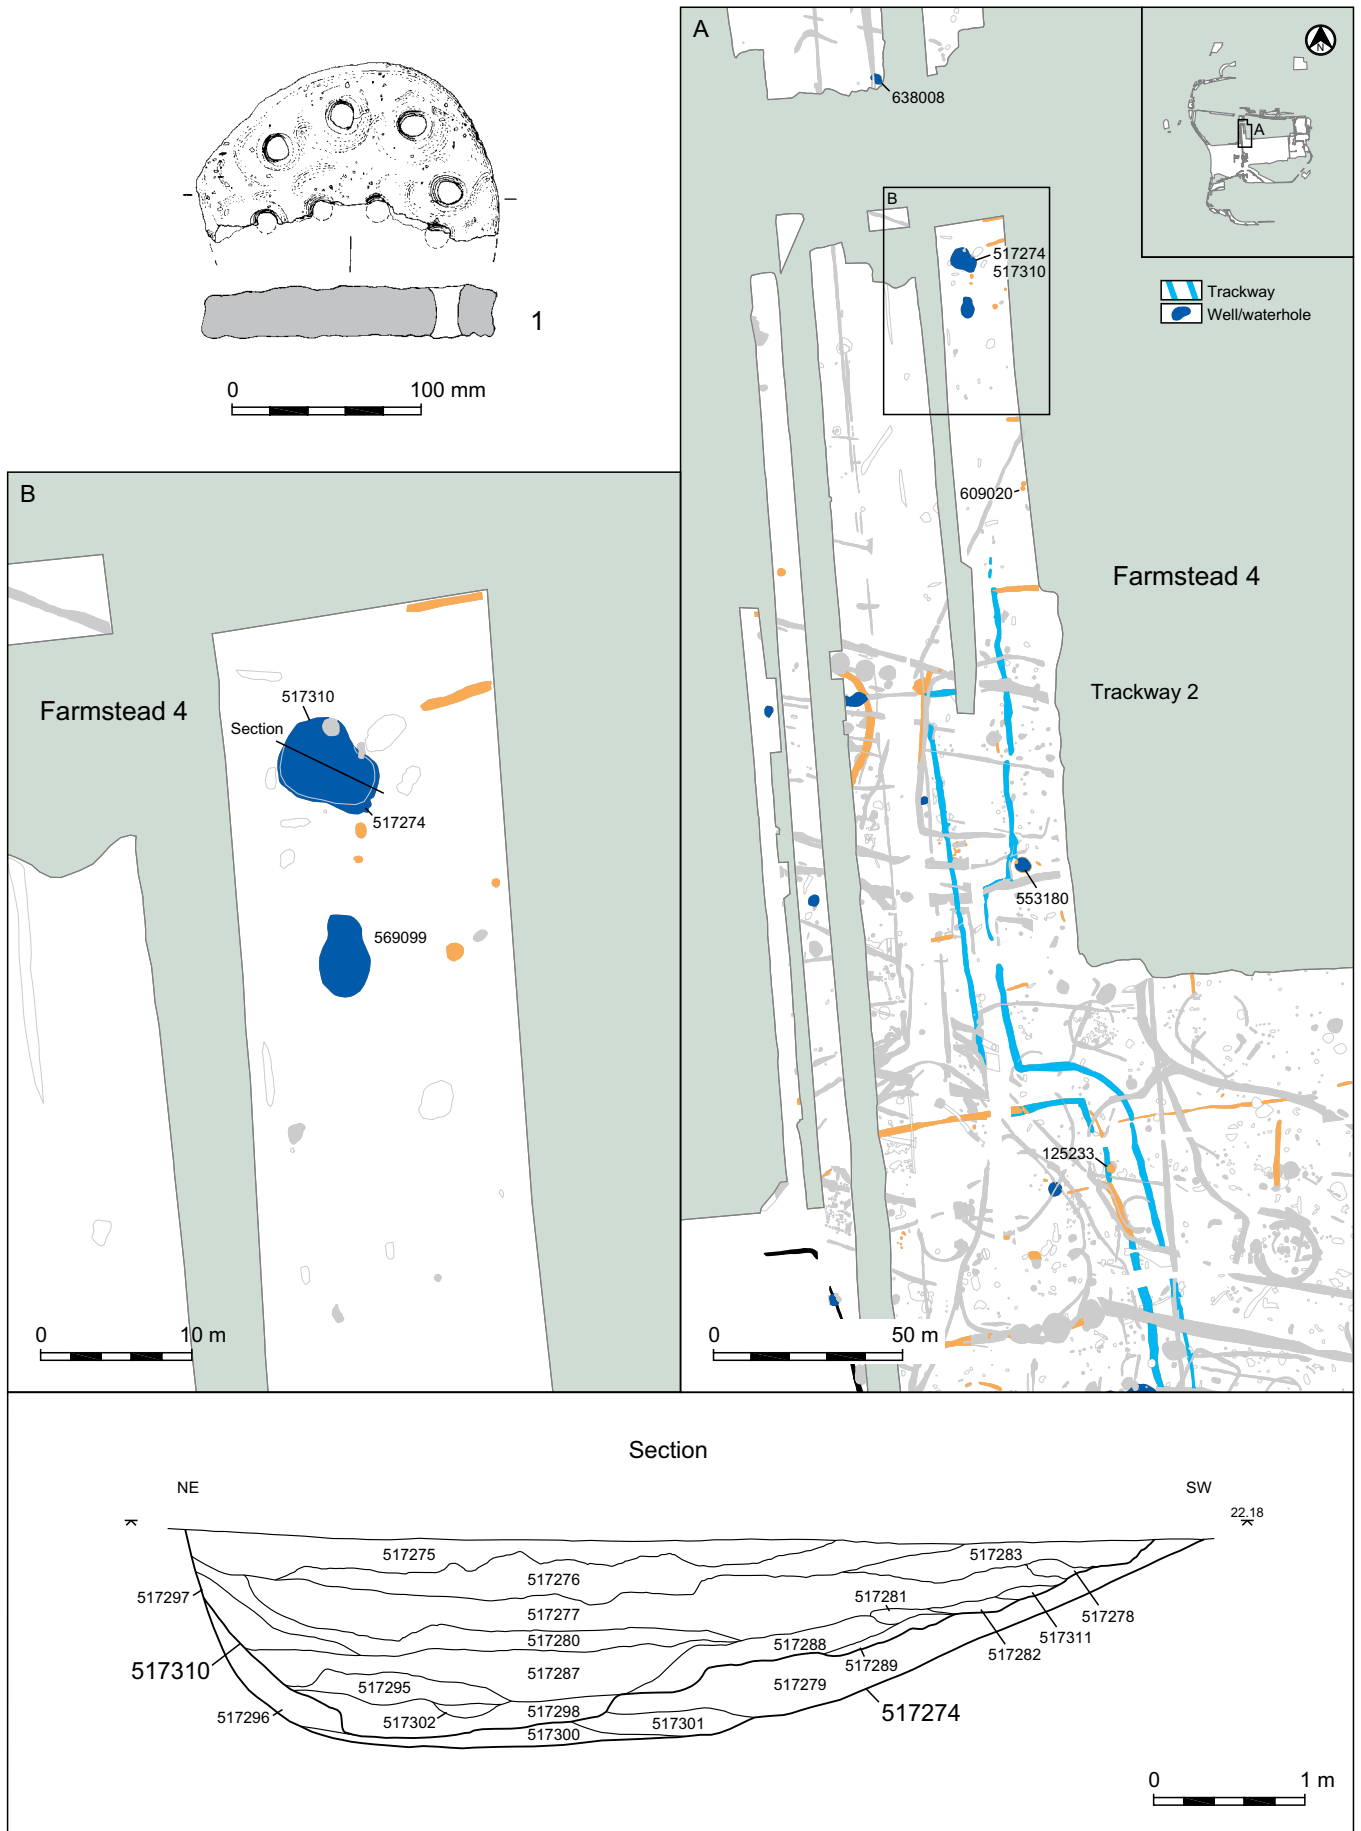 1
0 100 mm
A
N
A
638008
B
517274
517310
Trackway
Well/waterhole
609020
Farmstead 4
Trackway 2
553180
125233
0 50 m
B
517310
Farmstead 4
Section
517274
569099
0 10 m
Section
NE
SW
22.18
517275
517283
517276
517297
517281
517277
517278
517280
517288
517311
517282
517310
517287
517289
517295
517279
517296
517302
517298
517301
517274
517300
0 1 m